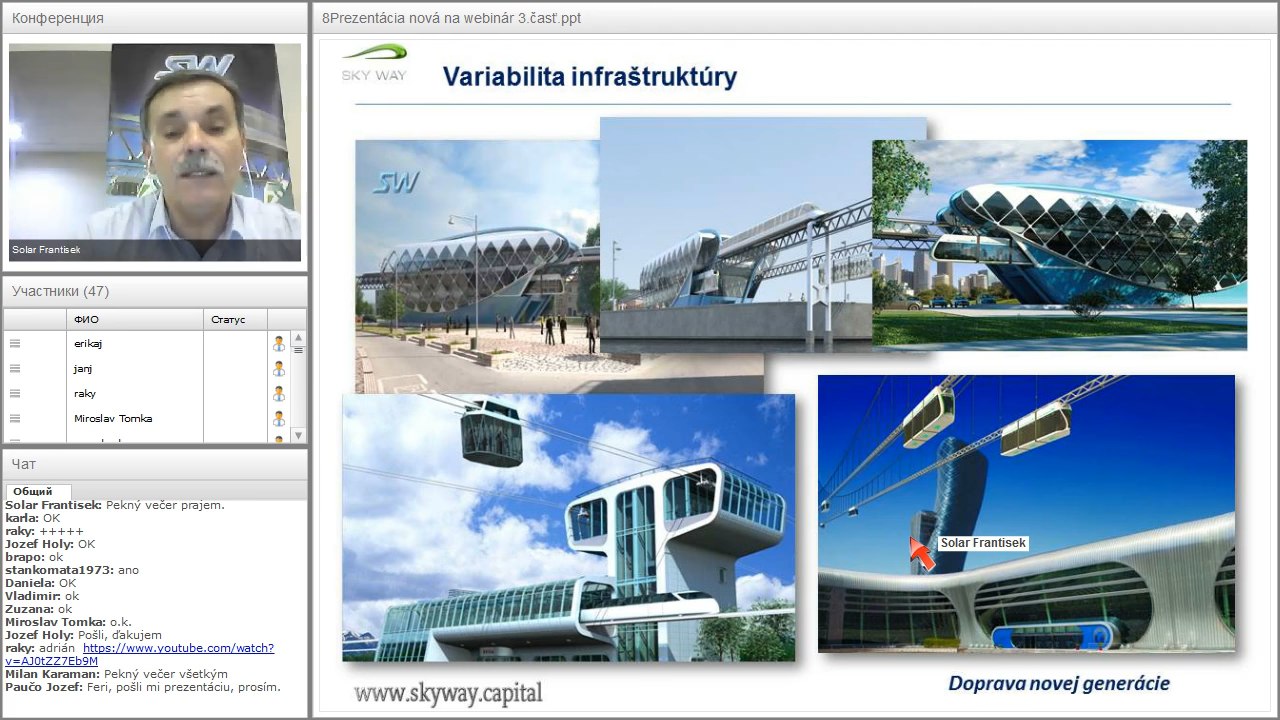 Конференция
SW
Solar Frantisek
Участники (47)
ФИО
Статус
erikaj
janj
raky
Miroslav Tomka
Чат
Общий
Solar Frantisek: Pekný večer prajem.
karla: OK
raky: +++++
Jozef Holy: OK
brapo: ok
stankomata1973: ano
Daniela: OK
Vladimir: ok
Zuzana: ok
Miroslav Tomka: o.k.
Jozef Holy: Pošli, ďakujem
raky: adrián https://www.youtube.com/watch?
v=AJ0tZZ7Eb9M
Milan Karaman: Pekný večer všetkým
Paučo Jozef: Feri, pošli mi prezentáciu, prosím.
8Prezentácia nová na webinár 3.časť.ppt
SKY WAY
Variabilita infraštruktúry
SW
Solar Frantisek
www.skyway.capital
Doprava novej generácie